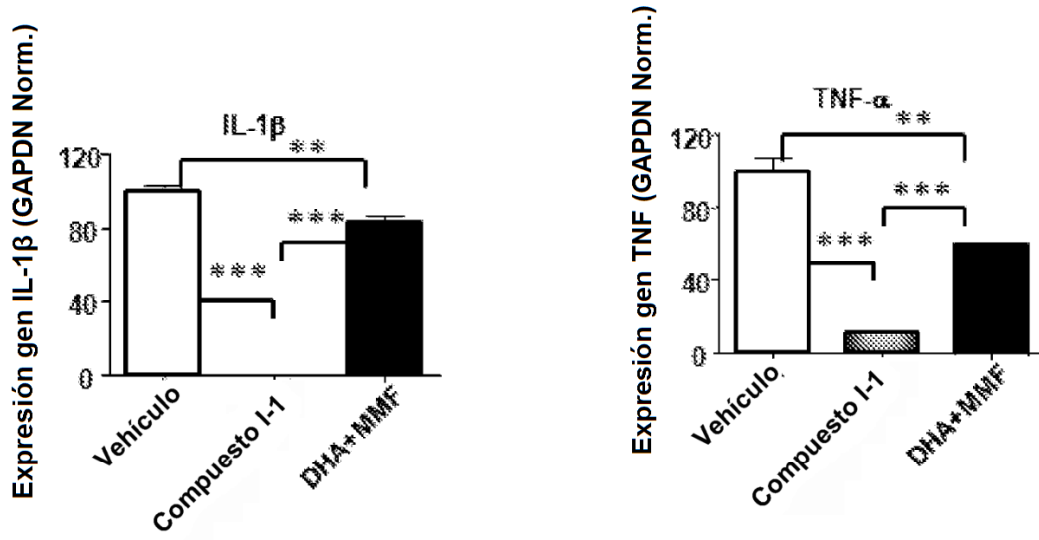 Expresión gen IL-1β (GAPDN Norm.)
IL-1β
120
80
40
0
**
***
***
Vehículo
Compuesto I-1
DHA+MMF
Expresión gen TNF (GAPDN Norm.)
TNF-α
120
80
40
0
**
***
***
Vehículo
Compuesto I-1
DHA+MMF